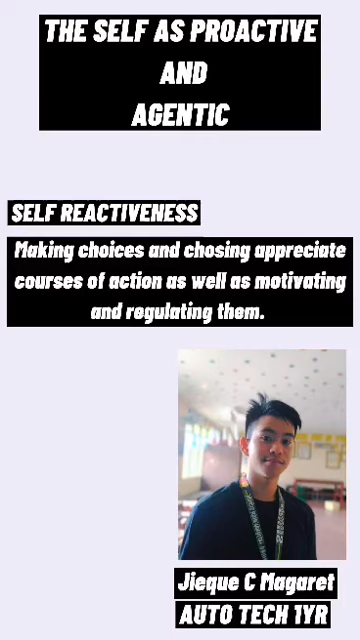 THE SELF AS PROACTIVE
AND
AGENTIC
SELF REACTIVENESS
Making choices and chosing appreciate
courses of action as well as motivating
and regulating them.
Jieque C Magaret
AUTO TECH 1YR